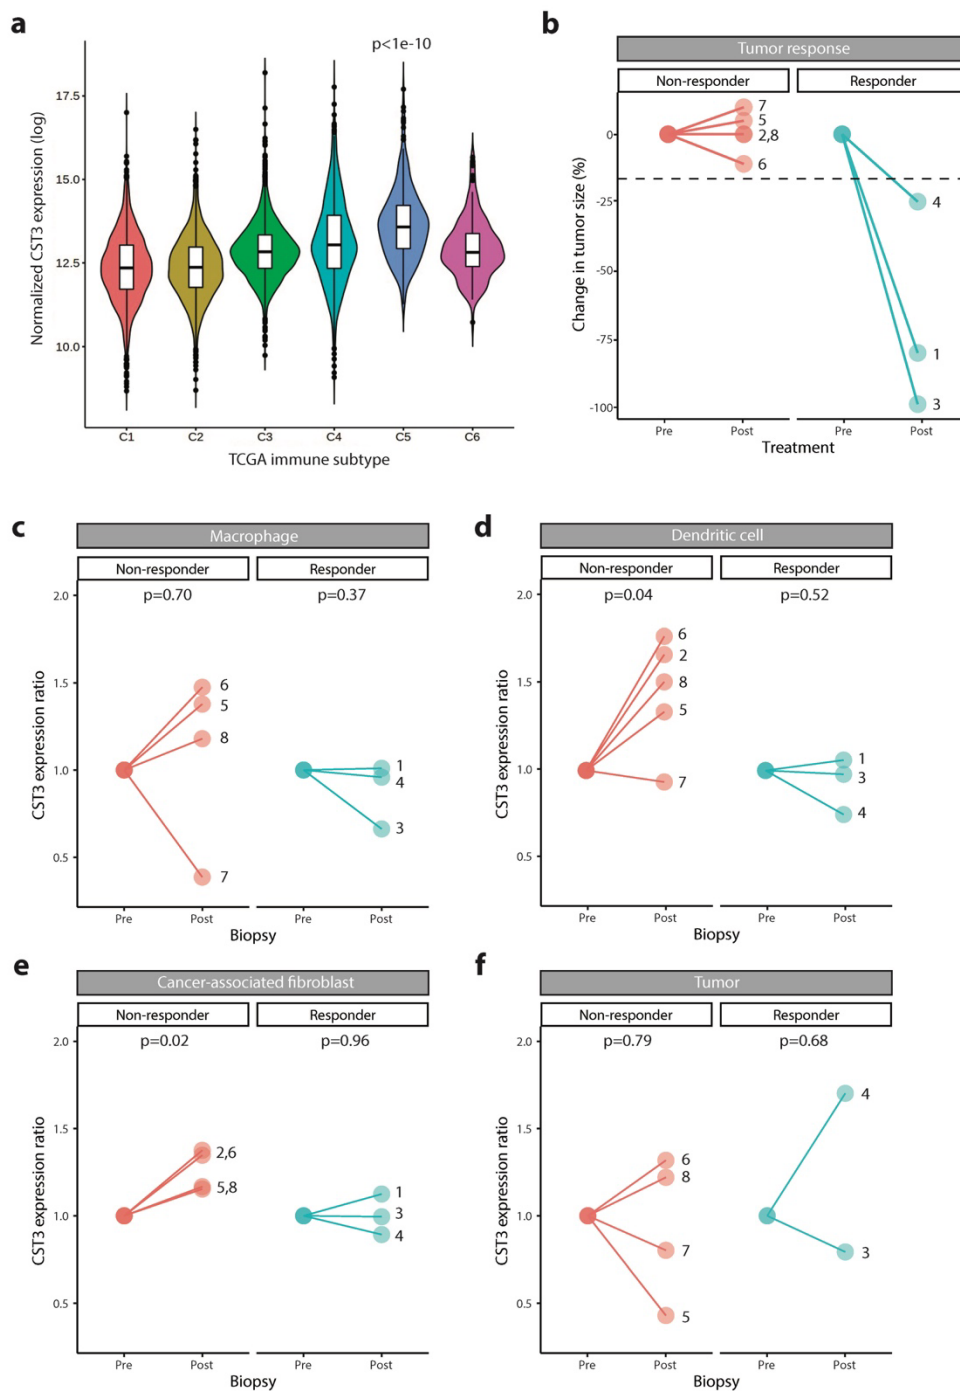 a
p<1e-10
Normalized CST3 expression (log)
17.5
15.0
12.5
10.0
C1 C2 C3 C4 C5 C6
TCGA immune subtype
b
Tumor response
Non-responder Responder
Change in tumor size (%)
0
-25
-50
-75
-100
7
5
2,8
6
4
1
3
Pre Post Pre Post
Treatment
c
Macrophage
Non-responder Responder
p=0.70 p=0.37
CST3 expression ratio
2.0
1.5
1.0
0.5
6
5
8
7
1
4
3
Pre Post Pre Post
Biopsy
d
Dendritic cell
Non-responder Responder
p=0.04 p=0.52
CST3 expression ratio
2.0
1.5
1.0
0.5
6
2
8
5
7
1
3
4
Pre Post Pre Post
Biopsy
e
Cancer-associated fibroblast
Non-responder Responder
p=0.02 p=0.96
CST3 expression ratio
2.0
1.5
1.0
0.5
2,6
5,8
1
3
4
Pre Post Pre Post
Biopsy
f
Tumor
Non-responder Responder
p=0.79 p=0.68
CST3 expression ratio
2.0
1.5
1.0
0.5
6
8
7
5
4
3
Pre Post Pre Post
Biopsy